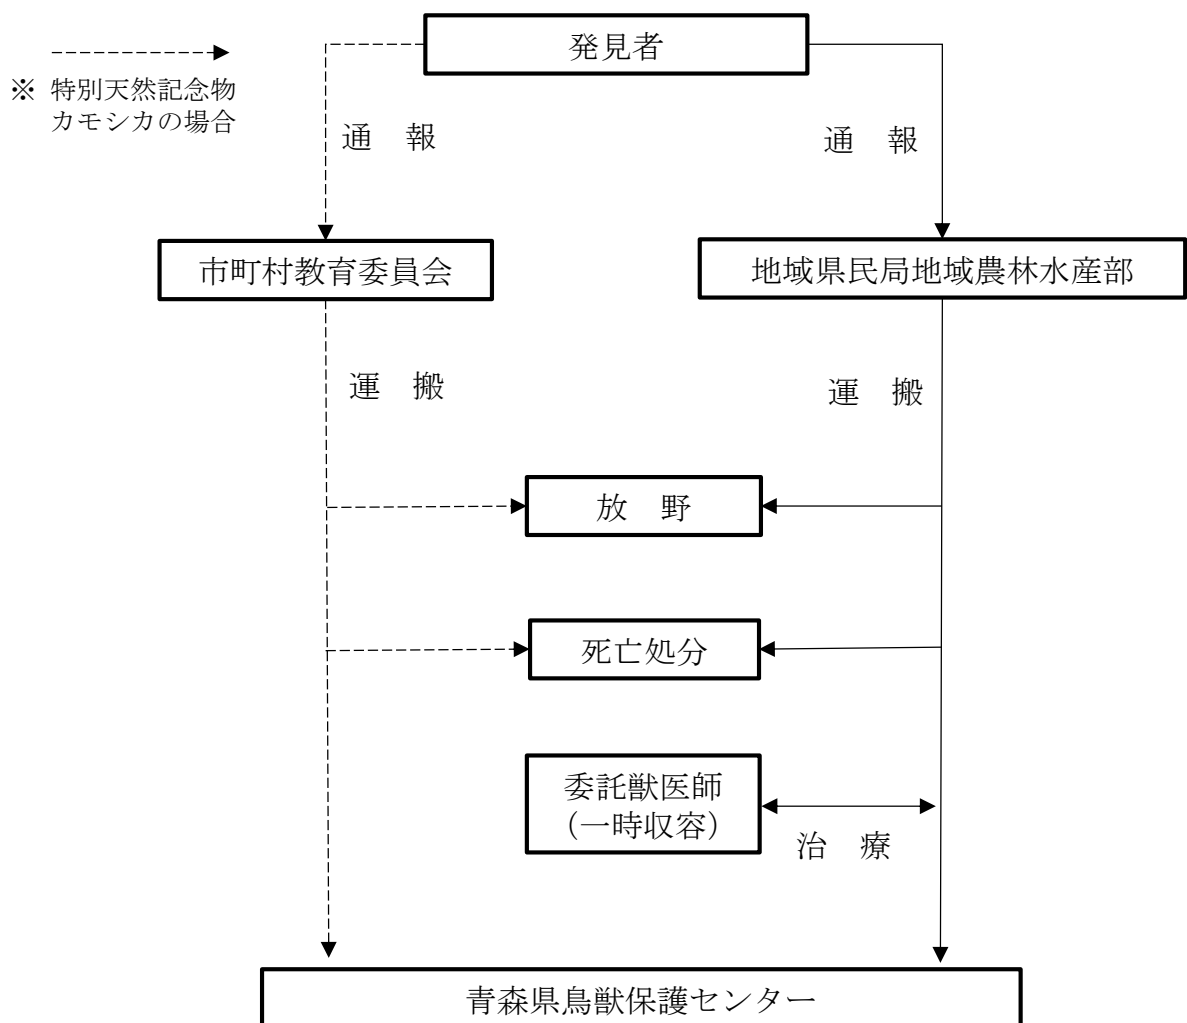 発見者
※ 特別天然記念物
カモシカの場合
通 報
通 報
市町村教育委員会
地域県民局地域農林水産部
運 搬
運 搬
放 野
死亡処分
委託獣医師
(一時収容)
治 療
青森県鳥獣保護センター